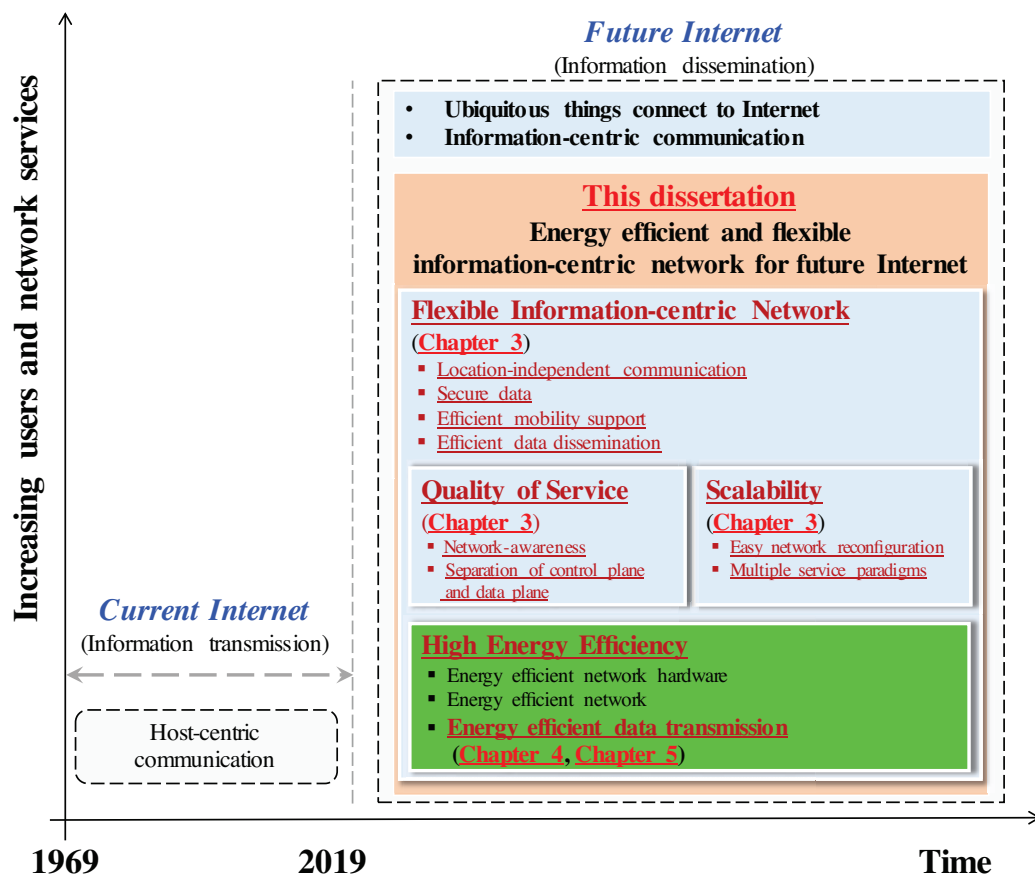 Increasing users and network services
Future Internet
(Information dissemination)
• Ubiquitous things connect to Internet
• Information-centric communication
This dissertation
Energy efficient and flexible
information-centric network for future Internet
Flexible Information-centric Network
(Chapter 3)
▪ Location-independent communication
▪ Secure data
▪ Efficient mobility support
▪ Efficient data dissemination
Quality of Service
(Chapter 3)
▪ Network-awareness
▪ Separation of control plane
and data plane
Scalability
(Chapter 3)
▪ Easy network reconfiguration
▪ Multiple service paradigms
Current Internet
(Information transmission)
Host-centric
communication
High Energy Efficiency
▪ Energy efficient network hardware
▪ Energy efficient network
▪ Energy efficient data transmission
(Chapter 4, Chapter 5)
1969
2019
Time